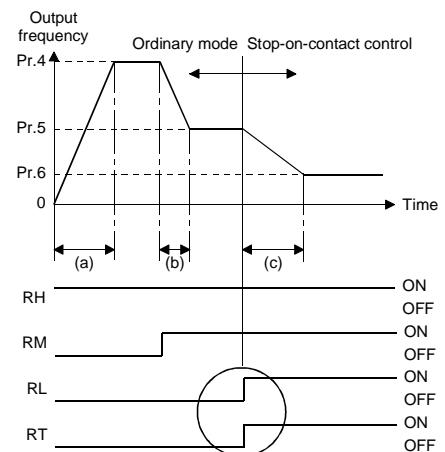 Output
frequency
Ordinary mode Stop-on-contact control
Pr.4
Pr.5
Pr.6
0
Time
(a) (b) (c)
RH ON
OFF
RM ON
OFF
RL ON
OFF
RT ON
OFF